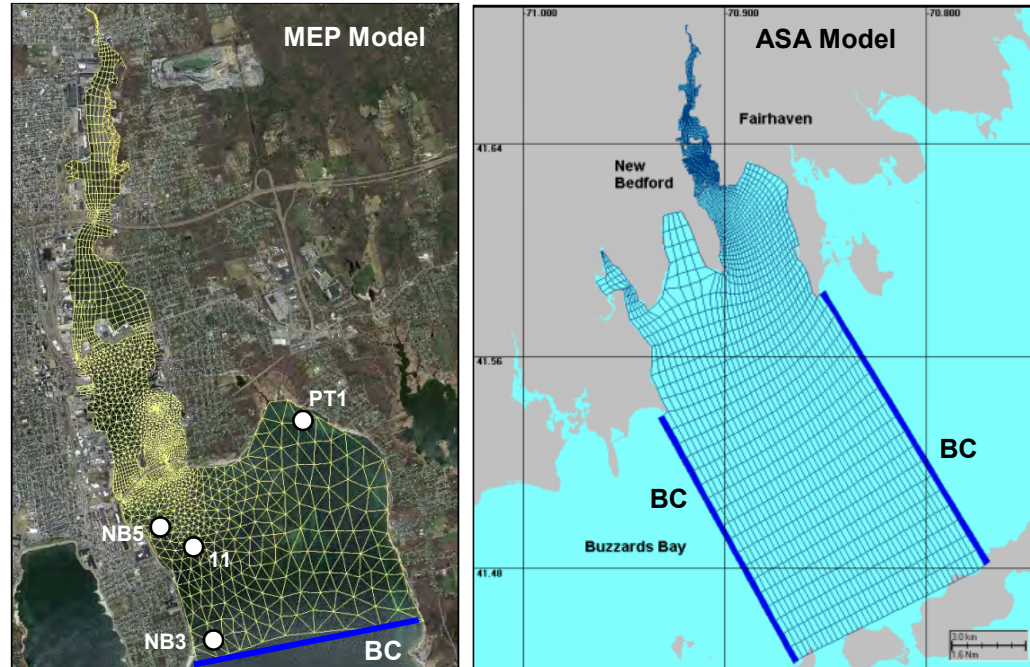 MEP Model
PT1
NB5
11
NB3
BC
71.000
70.900
70.800
ASA Model
Fairhaven
41.64
New
Bedford
41.56
BC
BC
Buzzards Bay
41.48
3.0 km
1.6 Nm